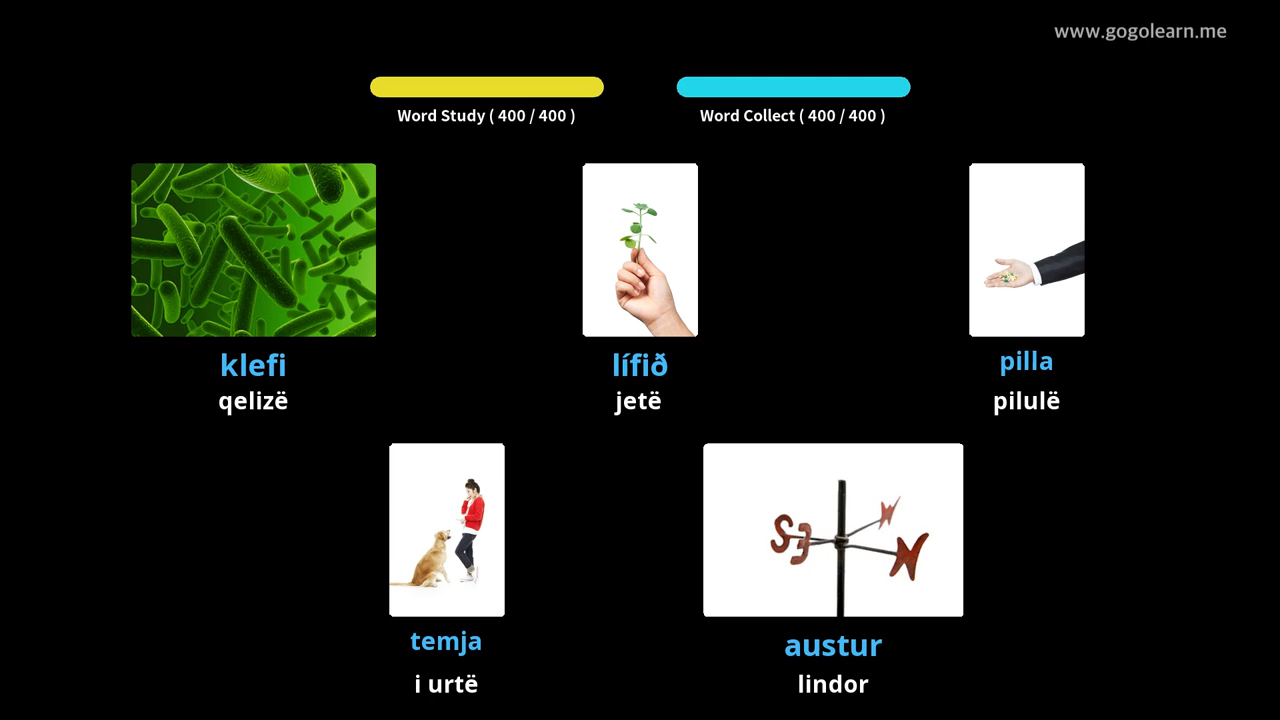 www.gogolearn.me
Word Study ( 400 / 400 )
Word Collect ( 400 / 400 )
klefi
qelizë
lífið
jetë
pilla
pilulë
temja
i urtë
S E N
austur
lindor